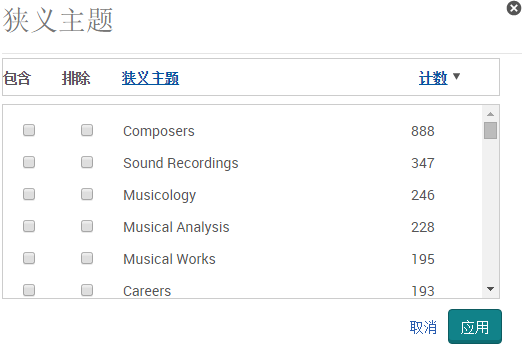 狭义主题
包含 排除 狭义主题 计数
Composers 888
Sound Recordings 347
Musicology 246
Musical Analysis 228
Musical Works 195
Careers 193
取消 应用